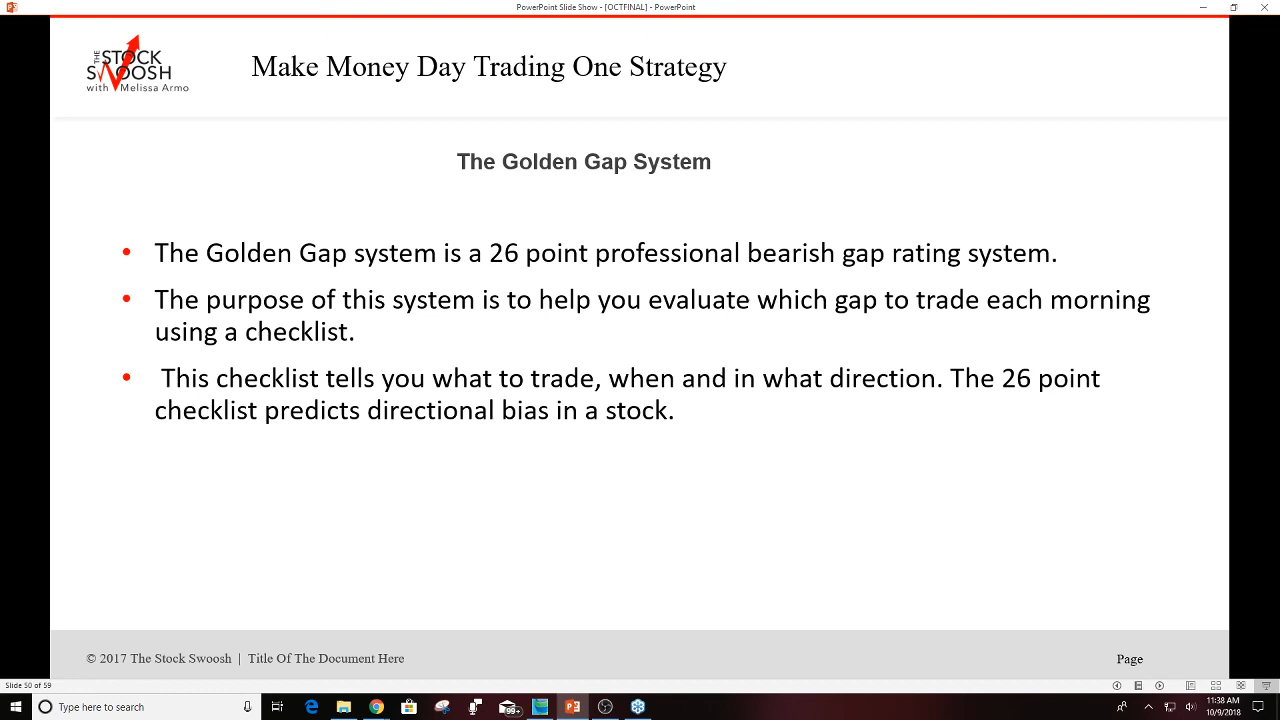 PowerPoint Slide Show - [OCTFINAL] - PowerPoint
THE
STOCK
SWOOSH
with Melissa Armo
Make Money Day Trading One Strategy
The Golden Gap System
• The Golden Gap system is a 26 point professional bearish gap rating system.
• The purpose of this system is to help you evaluate which gap to trade each morning
using a checklist.
• This checklist tells you what to trade, when and in what direction. The 26 point
checklist predicts directional bias in a stock.
© 2017 The Stock Swoosh | Title Of The Document Here
Page
Slide 50 of 59
Type here to search
99+
11:38 AM
10/9/2018